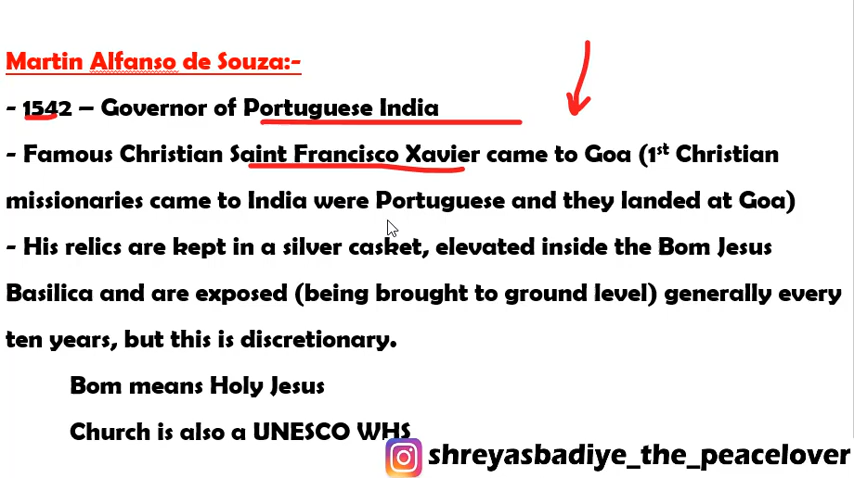 Martin Alfanso de Souza:-
- 1542 – Governor of Portuguese India
- Famous Christian Saint Francisco Xavier came to Goa (1st Christian
missionaries came to India were Portuguese and they landed at Goa)
- His relics are kept in a silver casket, elevated inside the Bom Jesus
Basilica and are exposed (being brought to ground level) generally every
ten years, but this is discretionary.
Bom means Holy Jesus
Church is also a UNESCO WHS
shreyasbadiye_the_peacelover